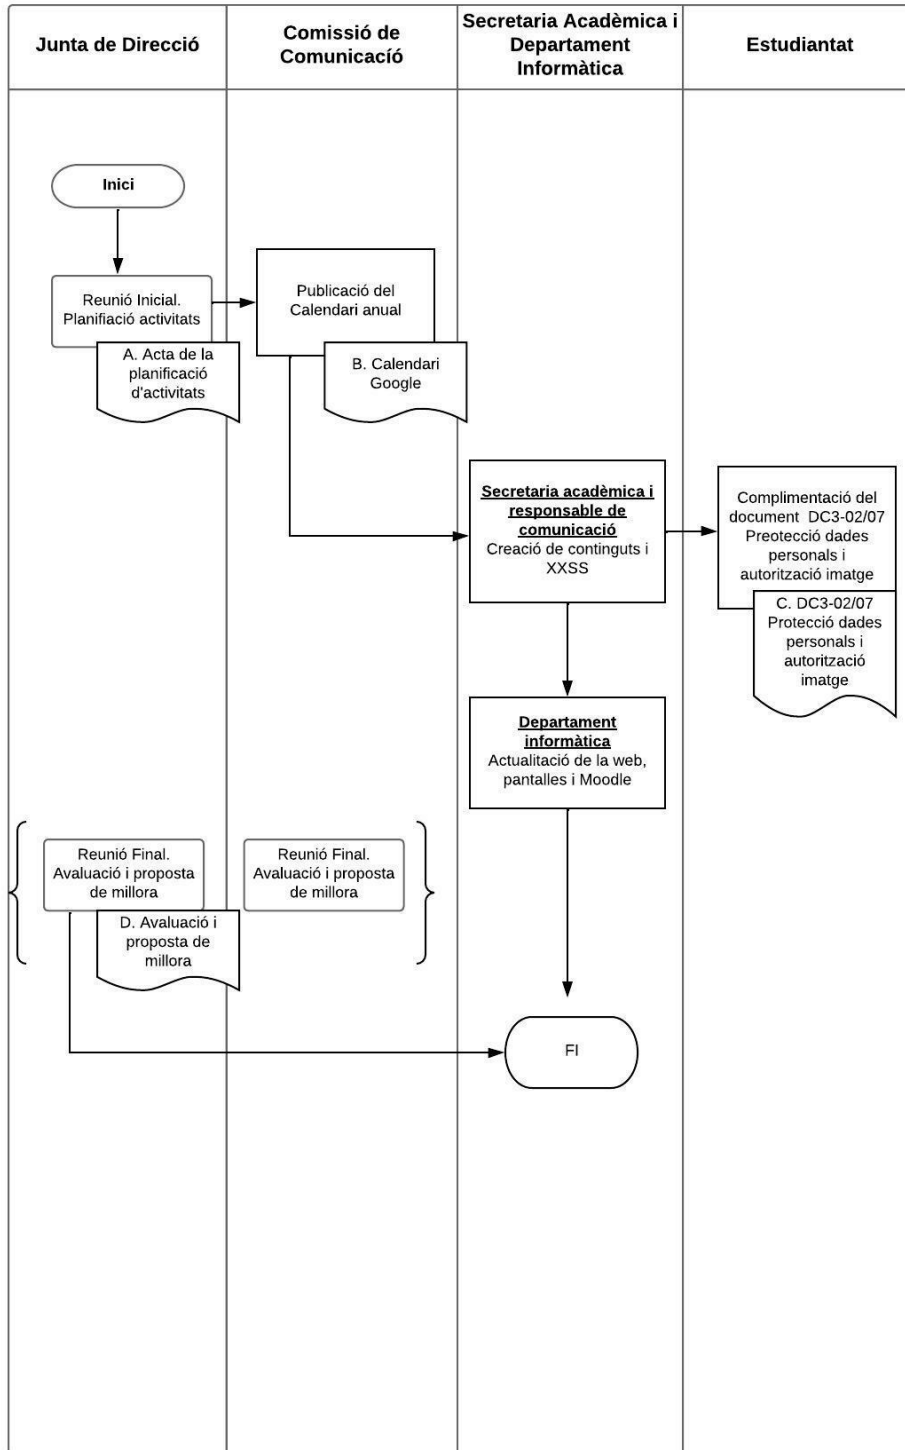 Junta de Direcció
Comissió de
Comunicacíó
Secretaria Acadèmica i
Departament
Informàtica
Estudiantat
Inici
Reunió Inicial.
Planifiació activitats
A. Acta de la
planificació
d'activitats
Publicació del
Calendari anual
B. Calendari
Google
Secretaria acadèmica i
responsable de
comunicació
Creació de continguts i
XXSS
Complimentació del
document DC3-02/07
Preotecció dades
personals i
autorització imatge
C. DC3-02/07
Protecció dades
personals i
autorització
imatge
Departament
informàtica
Actualitació de la web,
pantalles i Moodle
Reunió Final.
Avaluació i proposta
de millora
D. Avaluació i
proposta de
millora
Reunió Final.
Avaluació i proposta
de millora
FI